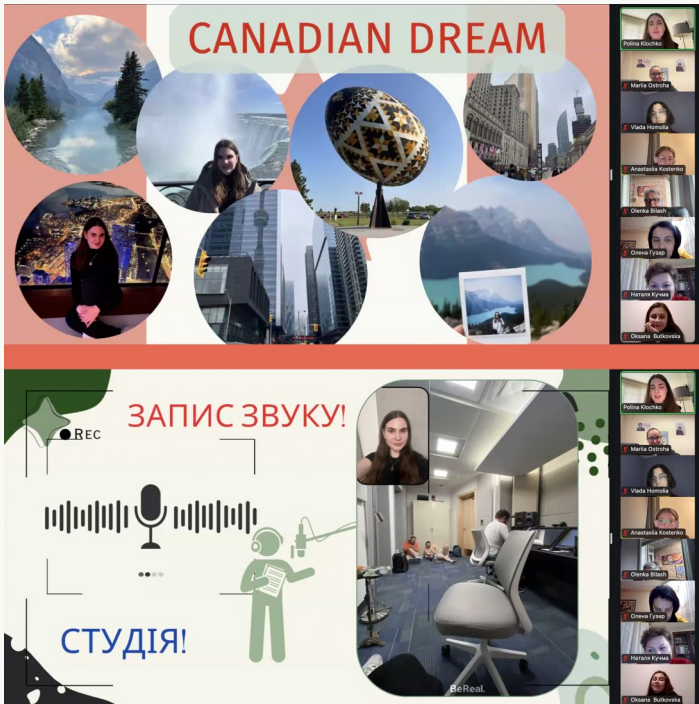 CANADIAN DREAM
Polina Klochko
Mariia Ostroha
Vlada Homolia
Anastasiia Kostenko
Olenka Bilash
Олена Гузар
Наталя Кучма
Oksana Butkovska
ЗАПИС ЗВУКУ!
REC
СТУДІЯ!
BeReal.
Polina Klochko
Mariia Ostroha
Vlada Homolia
Anastasiia Kostenko
Olenka Bilash
Олена Гузар
Наталя Кучма
Oksana Butkovska